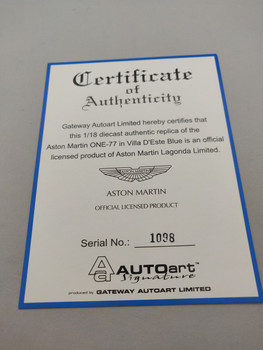 Certificate
of
Authenticity
Gateway Autoart Limited hereby certifies that
this 1/18 diecast authentic replica of the
Aston Martin ONE-77 in Villa D'Este Blue is an official
licensed product of Aston Martin Lagonda Limited.
ASTON MARTIN
OFFICIAL LICENSED PRODUCT
Serial No.: 1098
AUTOart
Signature
produced by GATEWAY AUTOART LIMITED